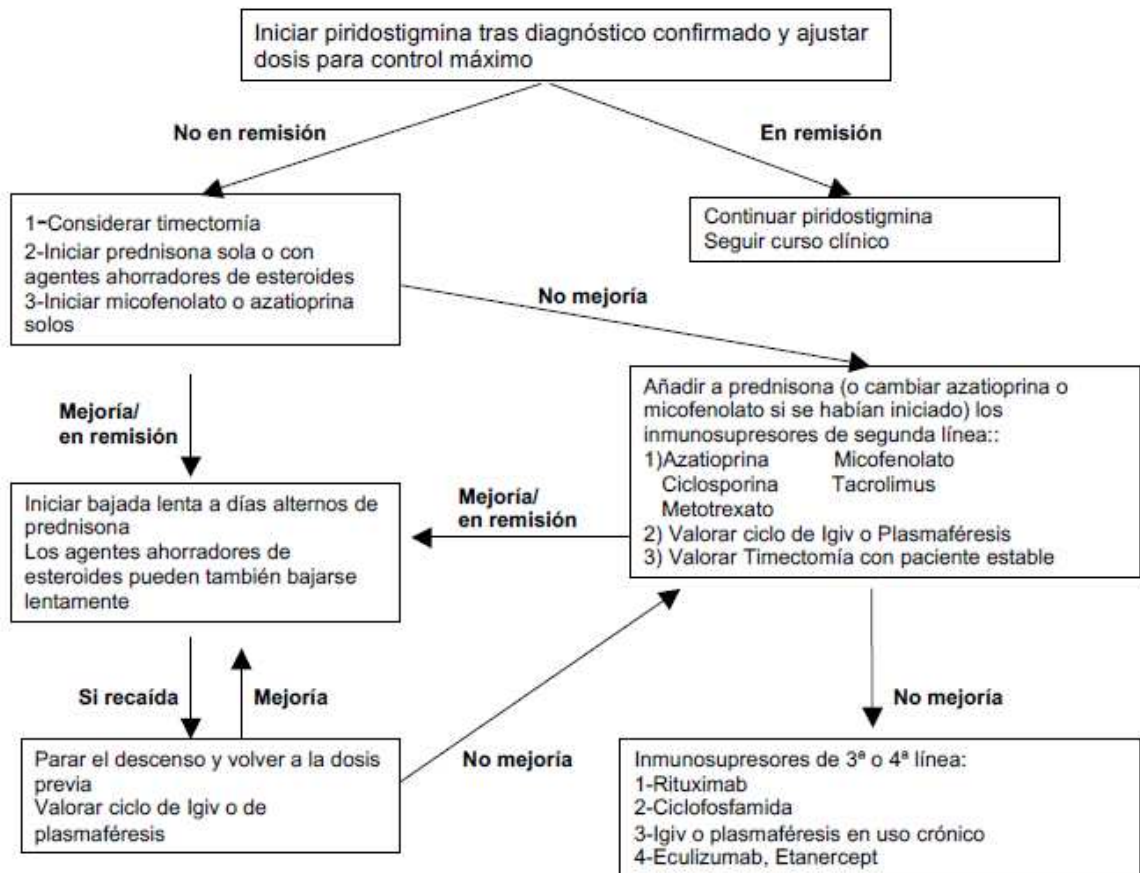 Iniciar piridostigmina tras diagnóstico confirmado y ajustar
dosis para control máximo
No en remisión
En remisión
1-Considerar timectomía
2-Iniciar prednisona sola o con
agentes ahorradores de esteroides
3-Iniciar micofenolato o azatioprina
solos
Continuar piridostigmina
Seguir curso clínico
No mejoría
Mejoría/
en remisión
Añadir a prednisona (o cambiar azatioprina o
micofenolato si se habían iniciado) los
inmunosupresores de segunda línea::
1)Azatioprina Micofenolato
Ciclosporina Tacrolimus
Metotrexato
2) Valorar ciclo de Igiv o Plasmaféresis
3) Valorar Timectomía con paciente estable
Mejoría/
en remisión
Iniciar bajada lenta a días alternos de
prednisona
Los agentes ahorradores de
esteroides pueden también bajarse
lentamente
Si recaída
Mejoría
No mejoría
No mejoría
Parar el descenso y volver a la dosis
previa
Valorar ciclo de Igiv o de
plasmaféresis
Inmunosupresores de 3ª o 4ª línea:
1-Rituximab
2-Ciclofosfamida
3-Igiv o plasmaféresis en uso crónico
4-Eculizumab, Etanercept